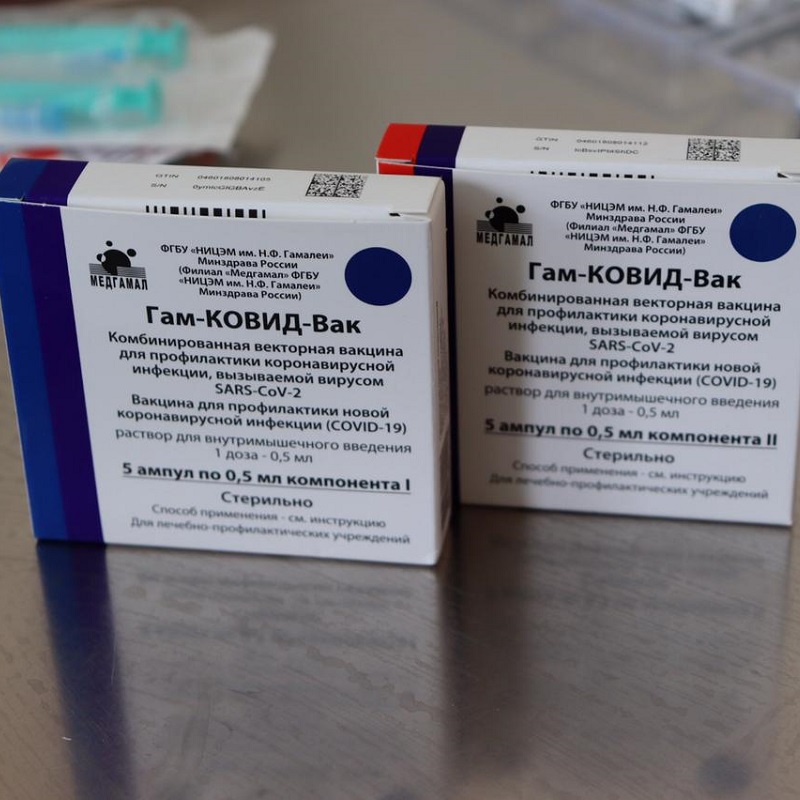 GTIN 04601808014105
S/N 0ymicGIGBAvzE
МЕДГАМАЛ
ФГБУ «НИЦЭМ им. Н.Ф. Гамалеи»
Минздрава России
(Филиал «Медгамал» ФГБУ
«НИЦЭМ им. Н.Ф. Гамалеи»
Минздрава России)
Гам-КОВИД-Вак
Комбинированная векторная вакцина
для профилактики коронавирусной
инфекции, вызываемой вирусом
SARS-CoV-2
Вакцина для профилактики новой
коронавирусной инфекции (COVID-19)
раствор для внутримышечного введения
1 доза - 0,5 мл
5 ампул по 0,5 мл компонента I
Стерильно
Способ применения - см. инструкцию
Для лечебно-профилактических учреждений
GTIN 04601808014112
S/N
МЕДГАМАЛ
ФГБУ «НИЦЭМ им. Н.Ф. Гамалеи»
Минздрава России
(Филиал «Медгамал» ФГБУ
«НИЦЭМ им. Н.Ф. Гамалеи»
Минздрава России)
Гам-КОВИД-Вак
Комбинированная векторная вакцина
для профилактики коронавирусной
инфекции, вызываемой вирусом
SARS-CoV-2
Вакцина для профилактики новой
коронавирусной инфекции (COVID-19)
раствор для внутримышечного введения
1 доза - 0,5 мл
5 ампул по 0,5 мл компонента II
Стерильно
Способ применения - см. инструкцию
Для лечебно-профилактических учреждений